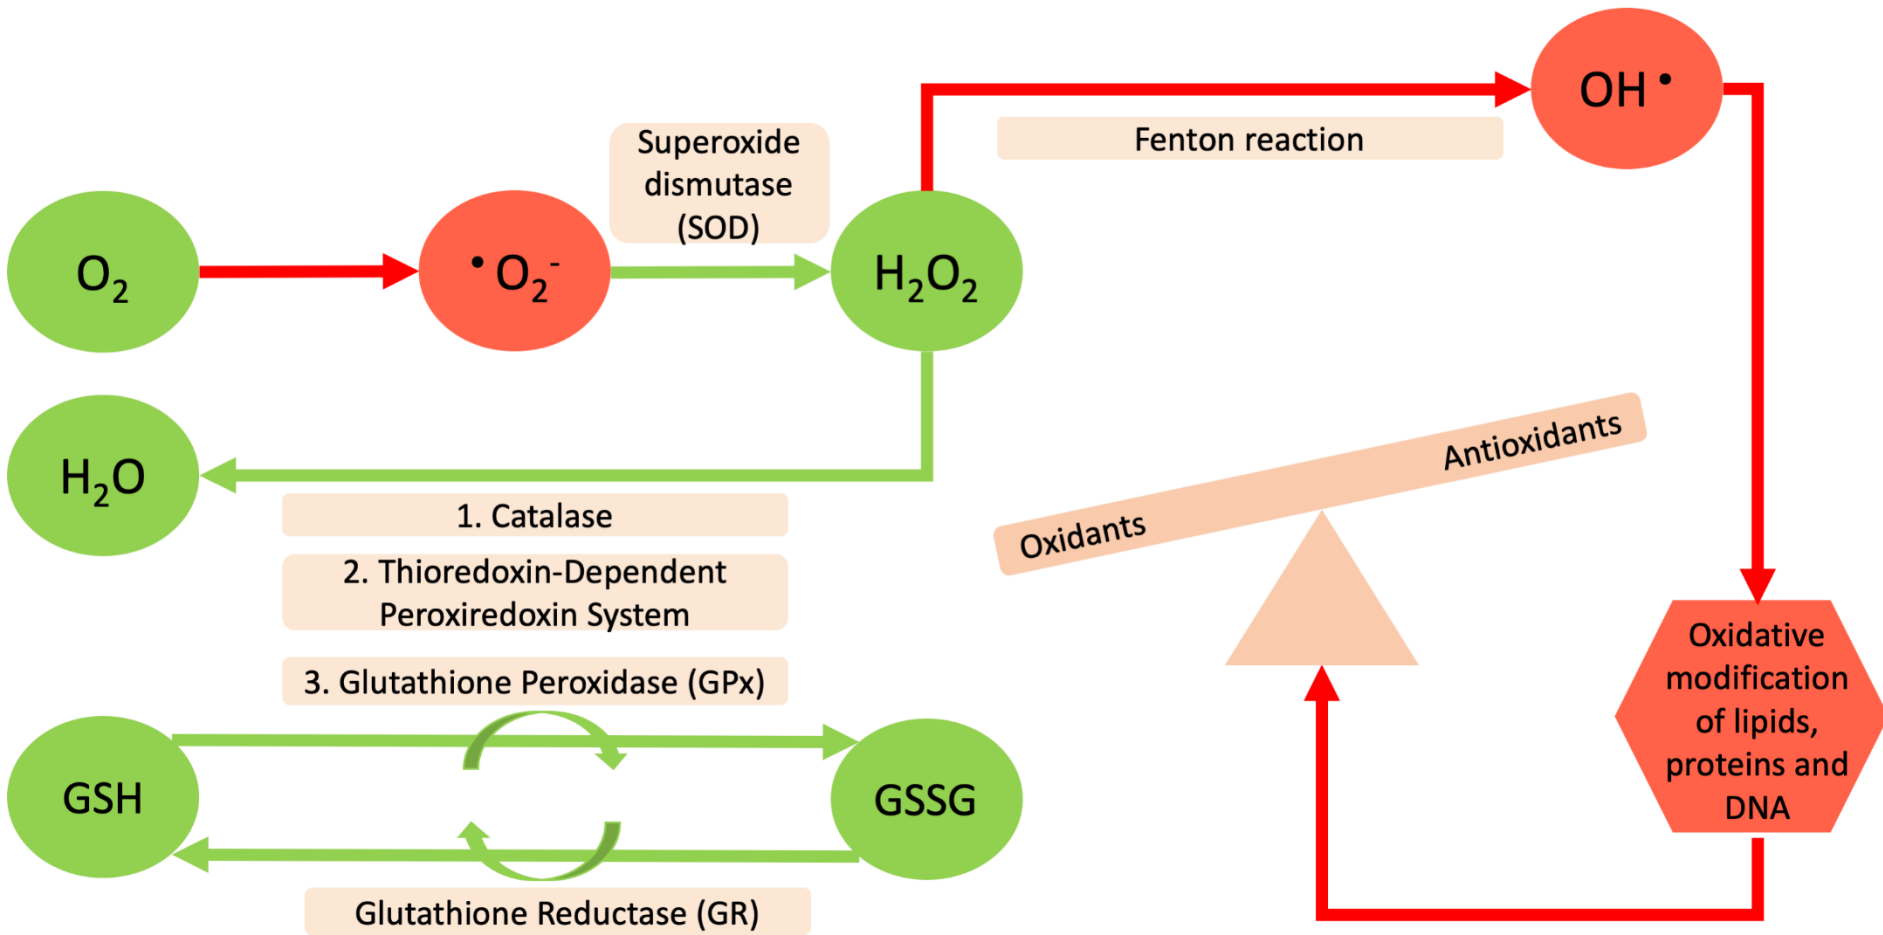 OH •
Fenton reaction
Superoxide
dismutase
(SOD)
O₂
• O₂⁻
H₂O₂
H₂O
1. Catalase
2. Thioredoxin-Dependent
Peroxiredoxin System
3. Glutathione Peroxidase (GPx)
GSH
GSSG
Glutathione Reductase (GR)
Antioxidants
Oxidants
Oxidative
modification
of lipids,
proteins and
DNA